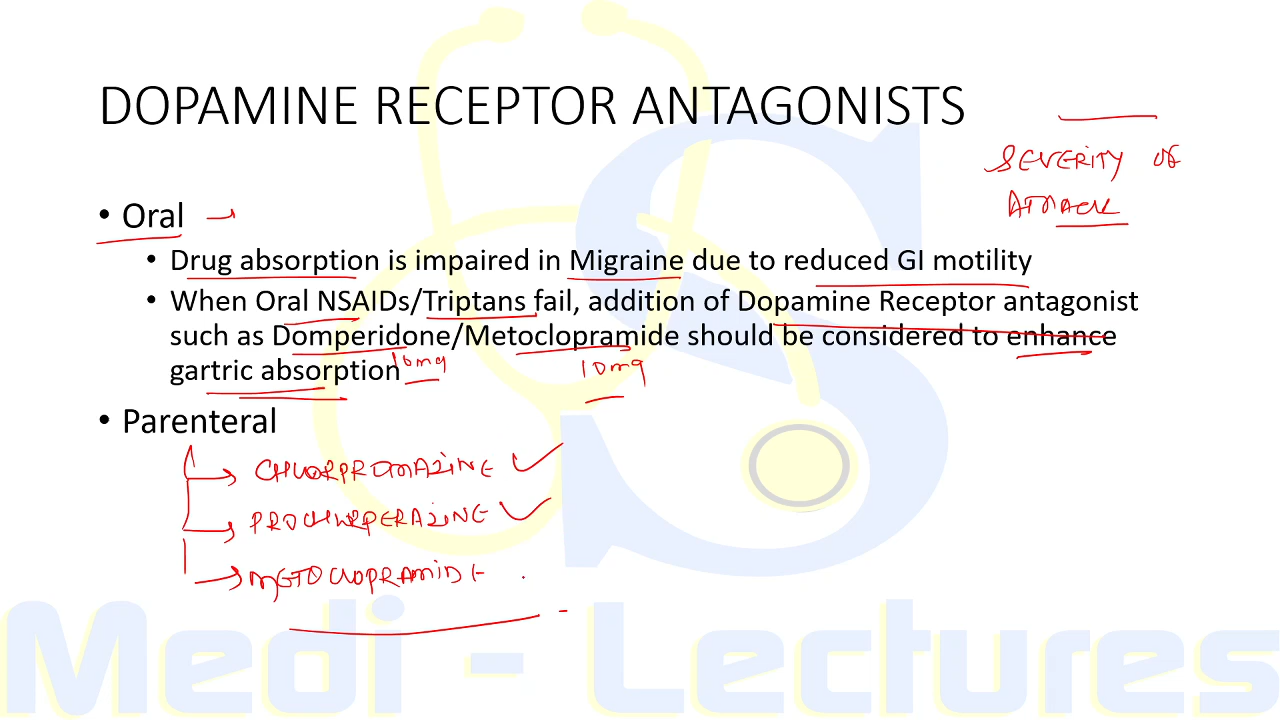 DOPAMINE RECEPTOR ANTAGONISTS
SEVERITY OF
ATTACK
• Oral →
• Drug absorption is impaired in Migraine due to reduced GI motility
• When Oral NSAIDs/Triptans fail, addition of Dopamine Receptor antagonist
such as Domperidone/Metoclopramide should be considered to enhance
gartric absorption
10mg
10mg
• Parenteral
→ CHLORPROMAZINE ✓
→ PROCHLORPERAZINE ✓
→ METOCLOPRAMIDE
Medi - Lectures